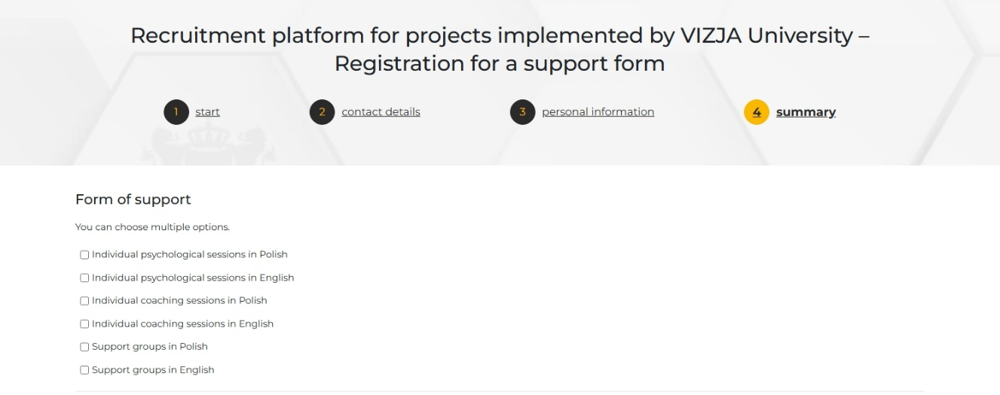 Recruitment platform for projects implemented by VIZJA University –
Registration for a support form
1 start 2 contact details 3 personal information 4 summary
Form of support
You can choose multiple options.
Individual psychological sessions in Polish
Individual psychological sessions in English
Individual coaching sessions in Polish
Individual coaching sessions in English
Support groups in Polish
Support groups in English